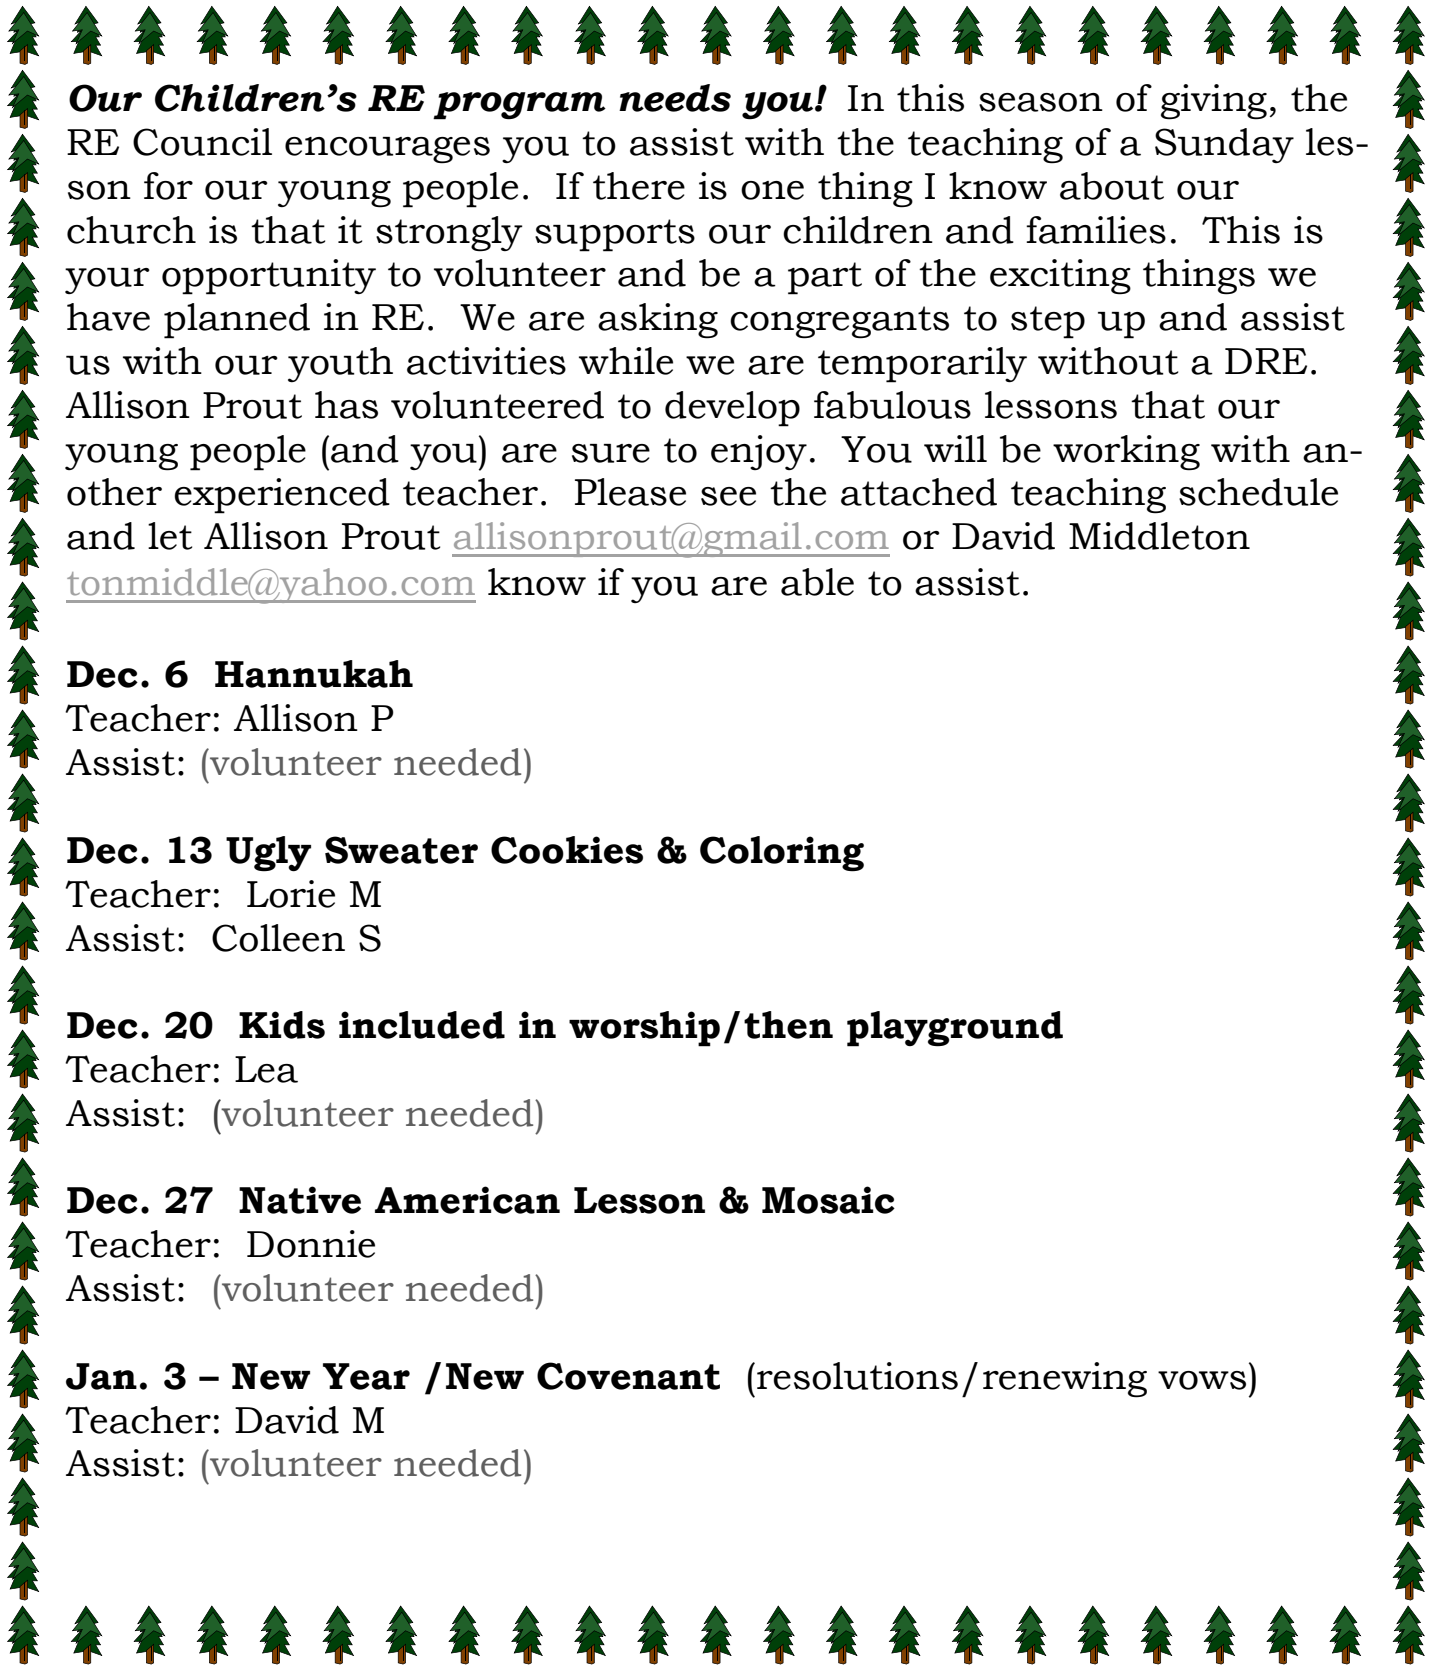 Our Children’s RE program needs you!  In this season of giving, the
RE Council encourages you to assist with the teaching of a Sunday les-
son for our young people.  If there is one thing I know about our
church is that it strongly supports our children and families.  This is
your opportunity to volunteer and be a part of the exciting things we
have planned in RE.  We are asking congregants to step up and assist
us with our youth activities while we are temporarily without a DRE.
Allison Prout has volunteered to develop fabulous lessons that our
young people (and you) are sure to enjoy.  You will be working with an-
other experienced teacher.  Please see the attached teaching schedule
and let Allison Prout allisonprout@gmail.com or David Middleton
tonmiddle@yahoo.com know if you are able to assist.

Dec. 6  Hannukah
Teacher: Allison P
Assist: (volunteer needed)

Dec. 13 Ugly Sweater Cookies & Coloring
Teacher:  Lorie M
Assist:  Colleen S

Dec. 20  Kids included in worship/then playground
Teacher: Lea
Assist:  (volunteer needed)

Dec. 27  Native American Lesson & Mosaic
Teacher:  Donnie
Assist:  (volunteer needed)

Jan. 3 – New Year /New Covenant  (resolutions/renewing vows)
Teacher: David M
Assist: (volunteer needed)